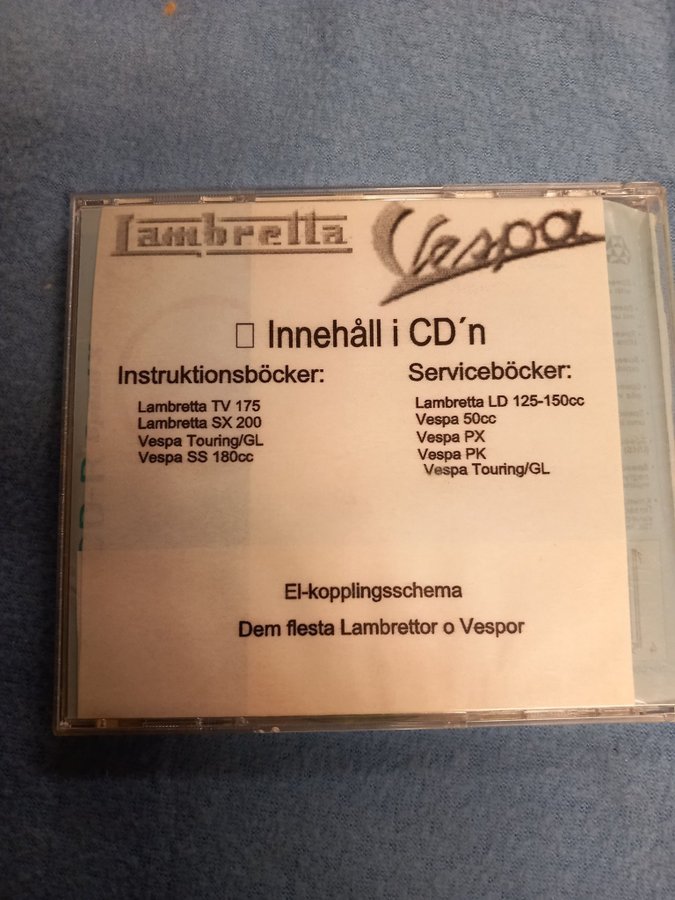 Lambretta Vespa
Innehåll i CD´n
Instruktionsböcker:
Lambretta TV 175
Lambretta SX 200
Vespa Touring/GL
Vespa SS 180cc
Serviceböcker:
Lambretta LD 125-150cc
Vespa 50cc
Vespa PX
Vespa PK
Vespa Touring/GL
El-kopplingsschema
Dem flesta Lambrettor o Vespor